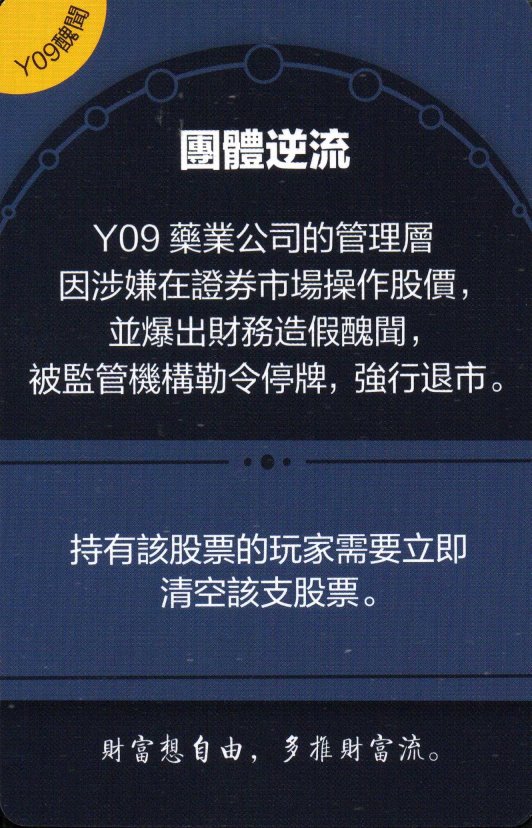 Y09醜聞
團體逆流
Y09 藥業公司的管理層
因涉嫌在證券市場操作股價，
並爆出財務造假醜聞，
被監管機構勒令停牌，強行退市。
持有該股票的玩家需要立即
清空該支股票。
財富想自由，多推財富流。